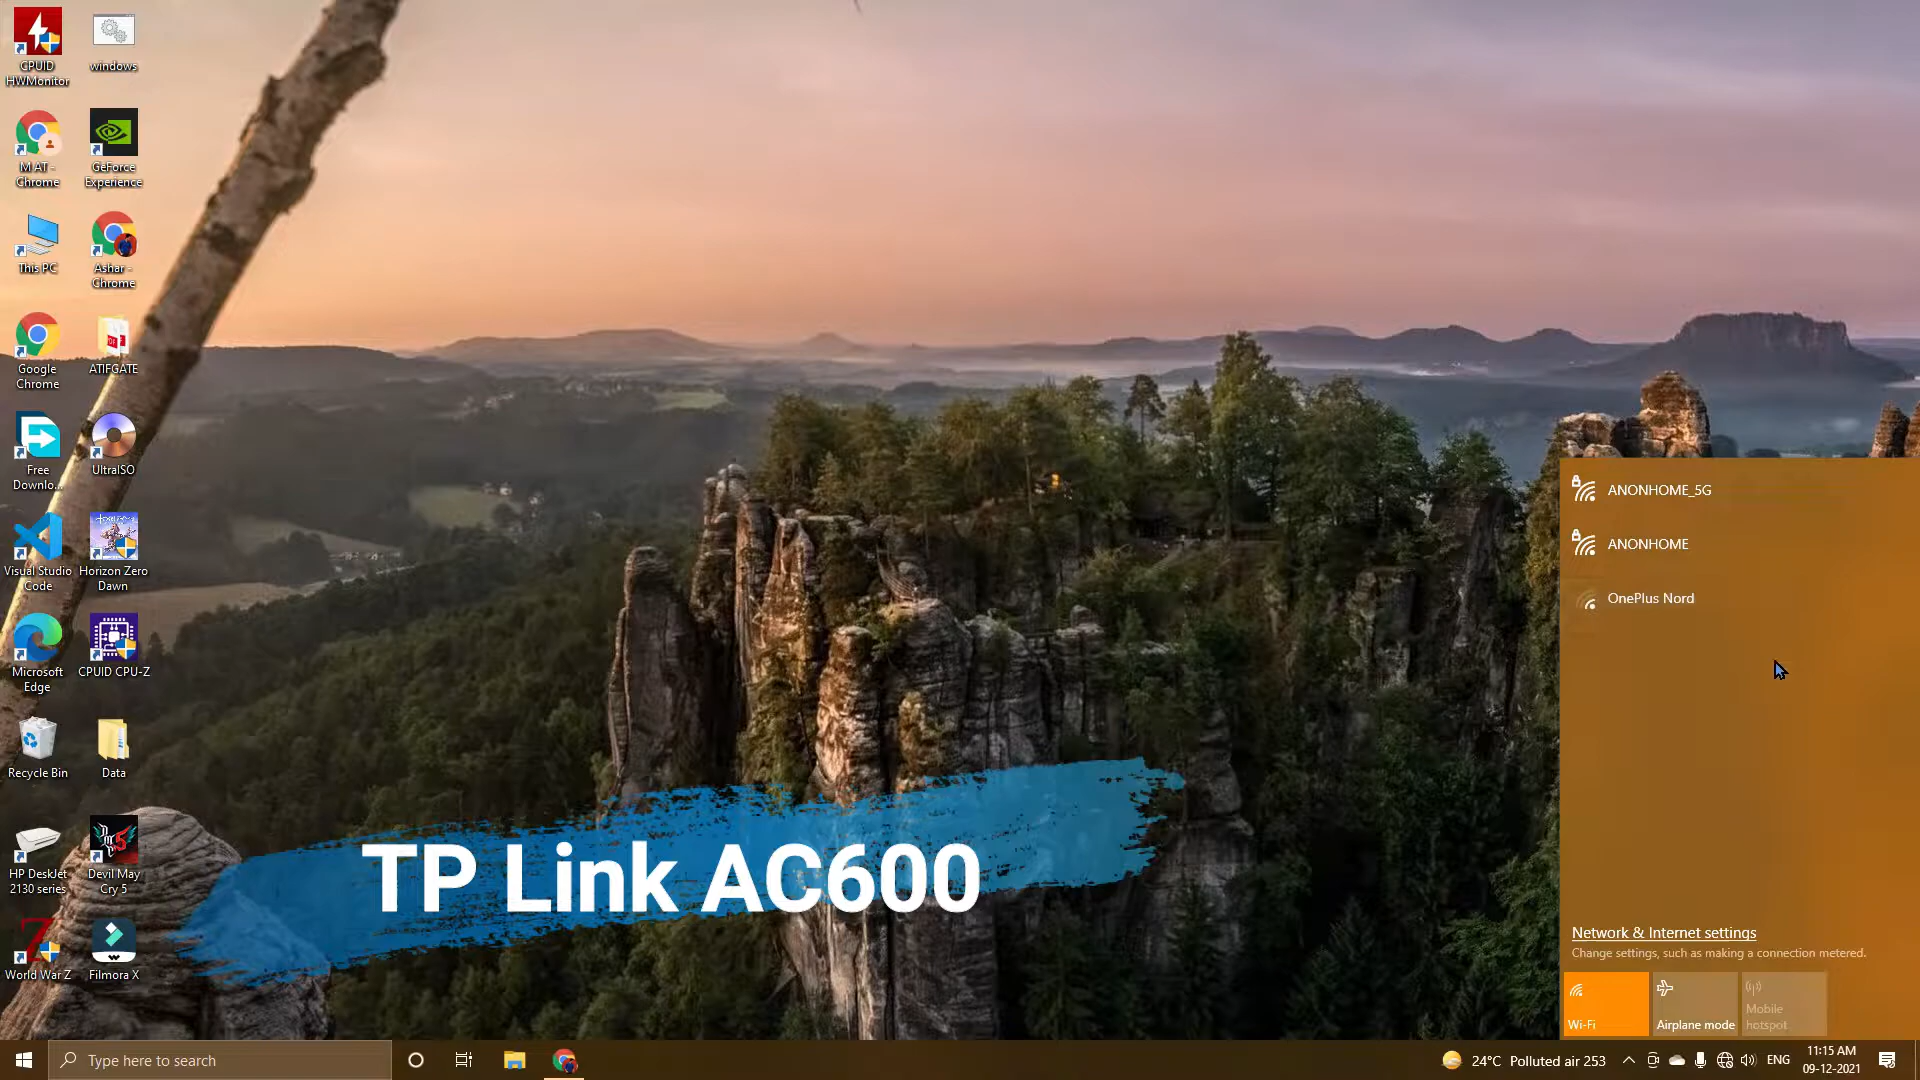 CPUID
HWMonitor
windows
M AT -
Chrome
GeForce
Experience
This PC
Ashar -
Chrome
Google
Chrome
ATIFGATE
Free
Downlo...
UltraISO
Visual Studio
Code
Horizon Zero
Dawn
Microsoft
Edge
CPUID CPU-Z
Recycle Bin
Data
HP DeskJet
2130 series
Devil May
Cry 5
World War Z
Filmora X
TP Link AC600
ANONHOME_5G
ANONHOME
OnePlus Nord
Network & Internet settings
Change settings, such as making a connection metered.
Wi-Fi
Airplane mode
Mobile
hotspot
Type here to search
24°C Polluted air 253
ENG
11:15 AM
09-12-2021